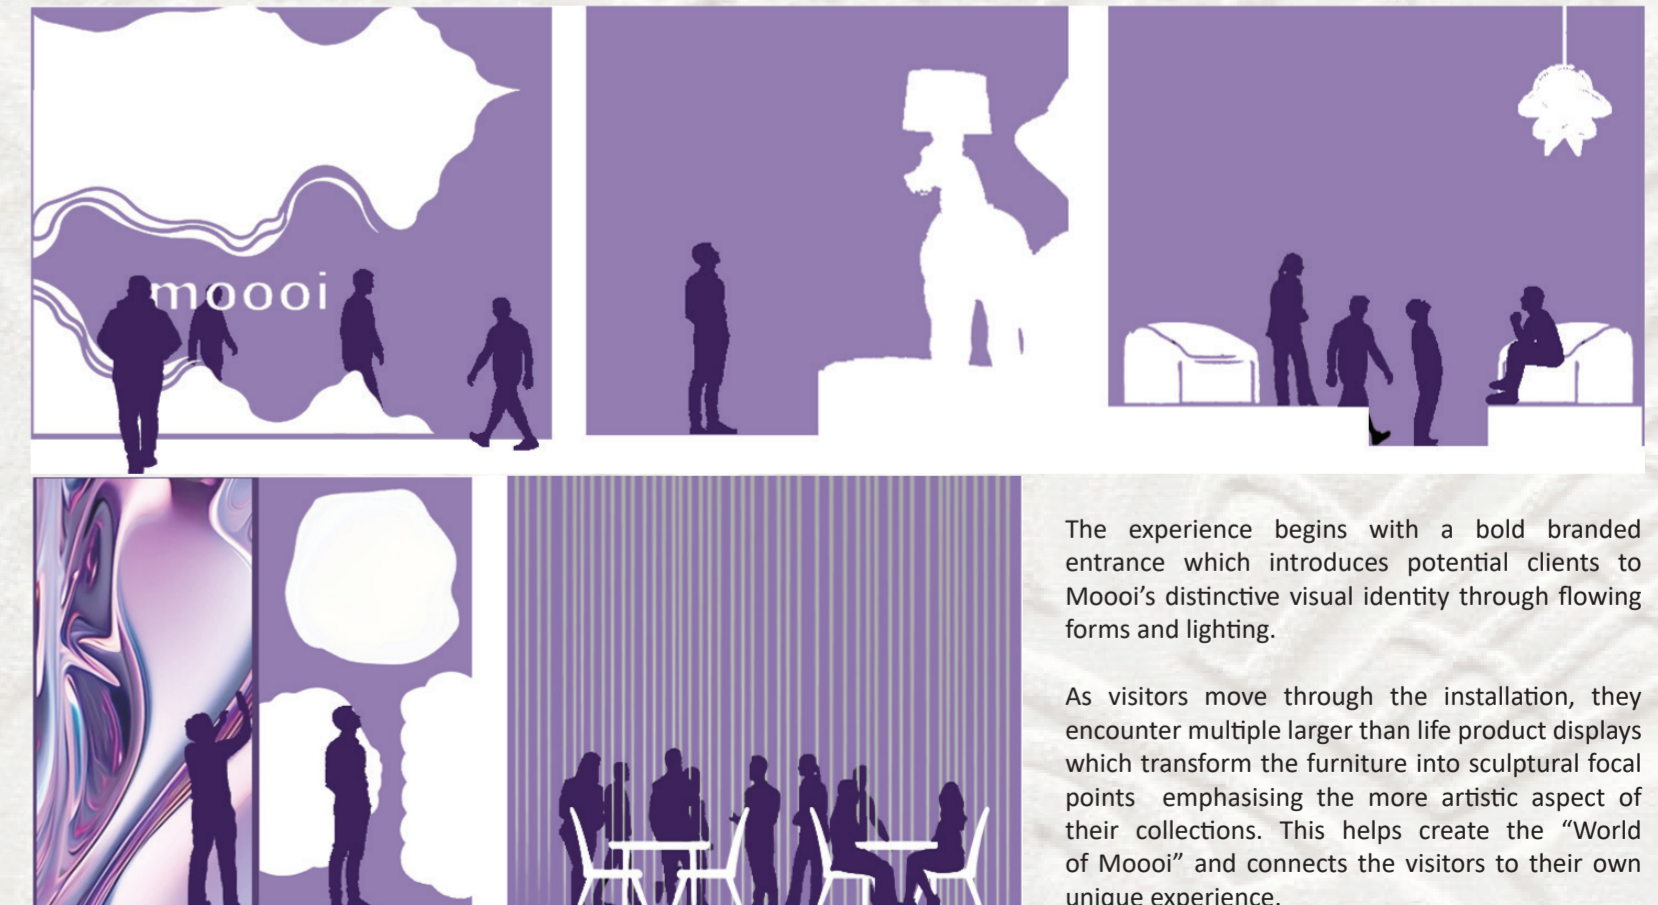 moooi
The experience begins with a bold branded
entrance which introduces potential clients to
Moooi’s distinctive visual identity through flowing
forms and lighting.
As visitors move through the installation, they
encounter multiple larger than life product displays
which transform the furniture into sculptural focal
points emphasising the more artistic aspect of
their collections. This helps create the “World
of Moooi” and connects the visitors to their own
unique experience.